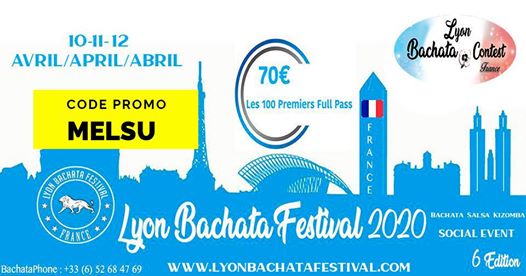 10-11-12
AVRIL/APRIL/ABRIL
CODE PROMO
MELSU
70€
Les 100 Premiers Full Pass
Lyon
Bachata Contest
France
FRANCE
LYON BACHATA FESTIVAL
FRANCE
Lyon Bachata Festival 2020
Bachata Salsa Kizomba
SOCIAL EVENT
6 Edition
BachataPhone : +33 (6) 52 68 47 69
WWW.LYONBACHATAFESTIVAL.COM